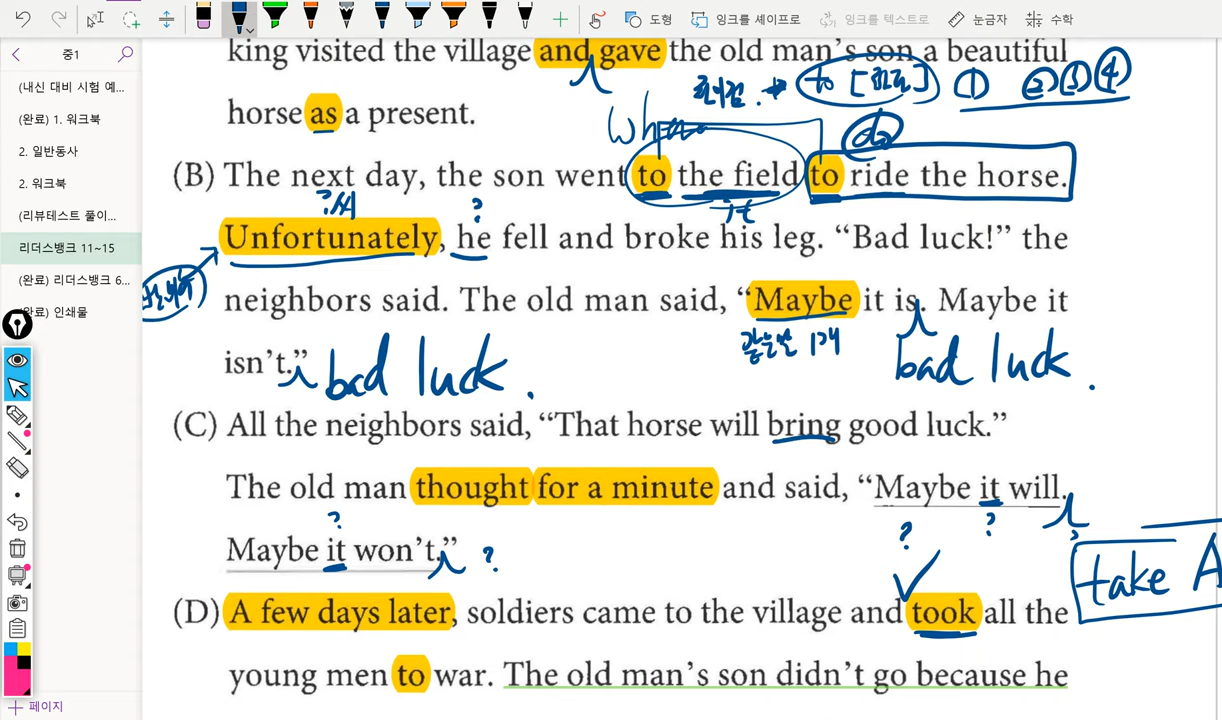 도형 잉크를 셰이프로 잉크를 텍스트로 눈금자 수학
중1
(내신 대비 시험 예...
(완료) 1. 워크북
2. 일반동사
2. 워크북
(리뷰테스트 풀이...
리더스뱅크 11~15
(완료) 리더스뱅크 6...
(완료) 인쇄물
페이지
king visited the village and gave the old man's son a beautiful
to ① ②③④
horse as a present.
do
(B) The next day, the son went to the field to ride the horse.
? it
Unfortunately, he fell and broke his leg. "Bad luck!" the
neighbors said. The old man said, "Maybe it is. Maybe it
isn't." bad luck. bad luck.
(C) All the neighbors said, "That horse will bring good luck."
The old man thought for a minute and said, "Maybe it will.
? ? ?
Maybe it won't." ?
take A
(D) A few days later, soldiers came to the village and took all the
young men to war. The old man's son didn't go because he